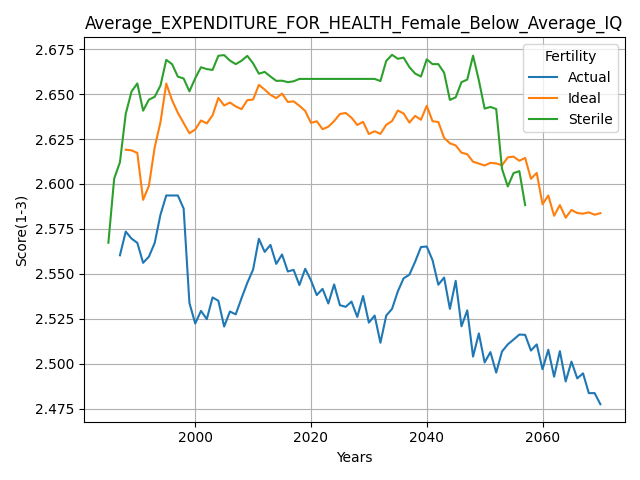 Average_EXPENDITURE_FOR_HEALTH_Female_Below_Average_IQ
Fertility
Actual
Ideal
Sterile
Score(1-3)
2.675
2.650
2.625
2.600
2.575
2.550
2.525
2.500
2.475
2000
2020
2040
2060
Years